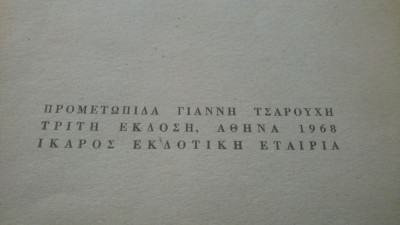 ΠΡΟΜΕΤΩΠΙΔΑ ΓΙΑΝΝΗ ΤΣΑΡΟΥΧΗ
ΤΡΙΤΗ ΕΚΔΟΣΗ, ΑΘΗΝΑ 1968
ΙΚΑΡΟΣ ΕΚΔΟΤΙΚΗ ΕΤΑΙΡΙΑ